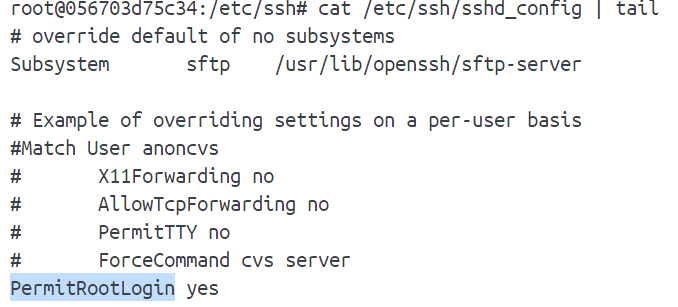 root@056703d75c34:/etc/ssh# cat /etc/ssh/sshd_config | tail
# override default of no subsystems
Subsystem       sftp    /usr/lib/openssh/sftp-server

# Example of overriding settings on a per-user basis
#Match User anoncvs
#       X11Forwarding no
#       AllowTcpForwarding no
#       PermitTTY no
#       ForceCommand cvs server
PermitRootLogin yes